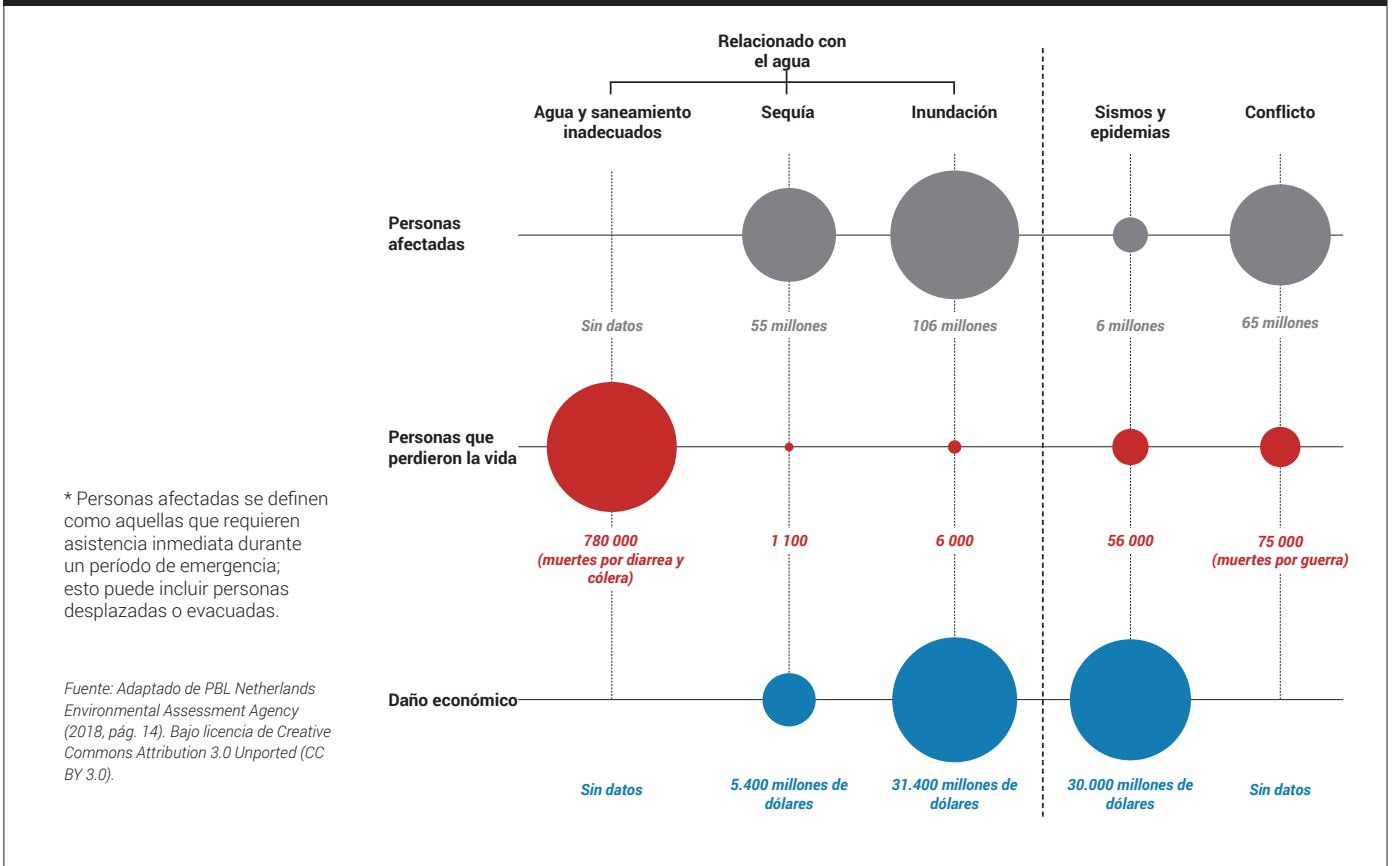 Relacionado con
el agua
Agua y saneamiento
inadecuados
Sequía
Inundación
Sismos y
epidemias
Conflicto
Personas
afectadas
Sin datos
55 millones
106 millones
6 millones
65 millones
Personas que
perdieron la vida
780 000
(muertes por diarrea y
cólera)
1 100
6 000
56 000
75 000
(muertes por guerra)
Daño económico
Sin datos
5.400 millones de
dólares
31.400 millones de
dólares
30.000 millones de
dólares
Sin datos
* Personas afectadas se definen
como aquellas que requieren
asistencia inmediata durante
un período de emergencia;
esto puede incluir personas
desplazadas o evacuadas.
Fuente: Adaptado de PBL Netherlands
Environmental Assessment Agency
(2018, pág. 14). Bajo licencia de Creative
Commons Attribution 3.0 Unported (CC
BY 3.0).